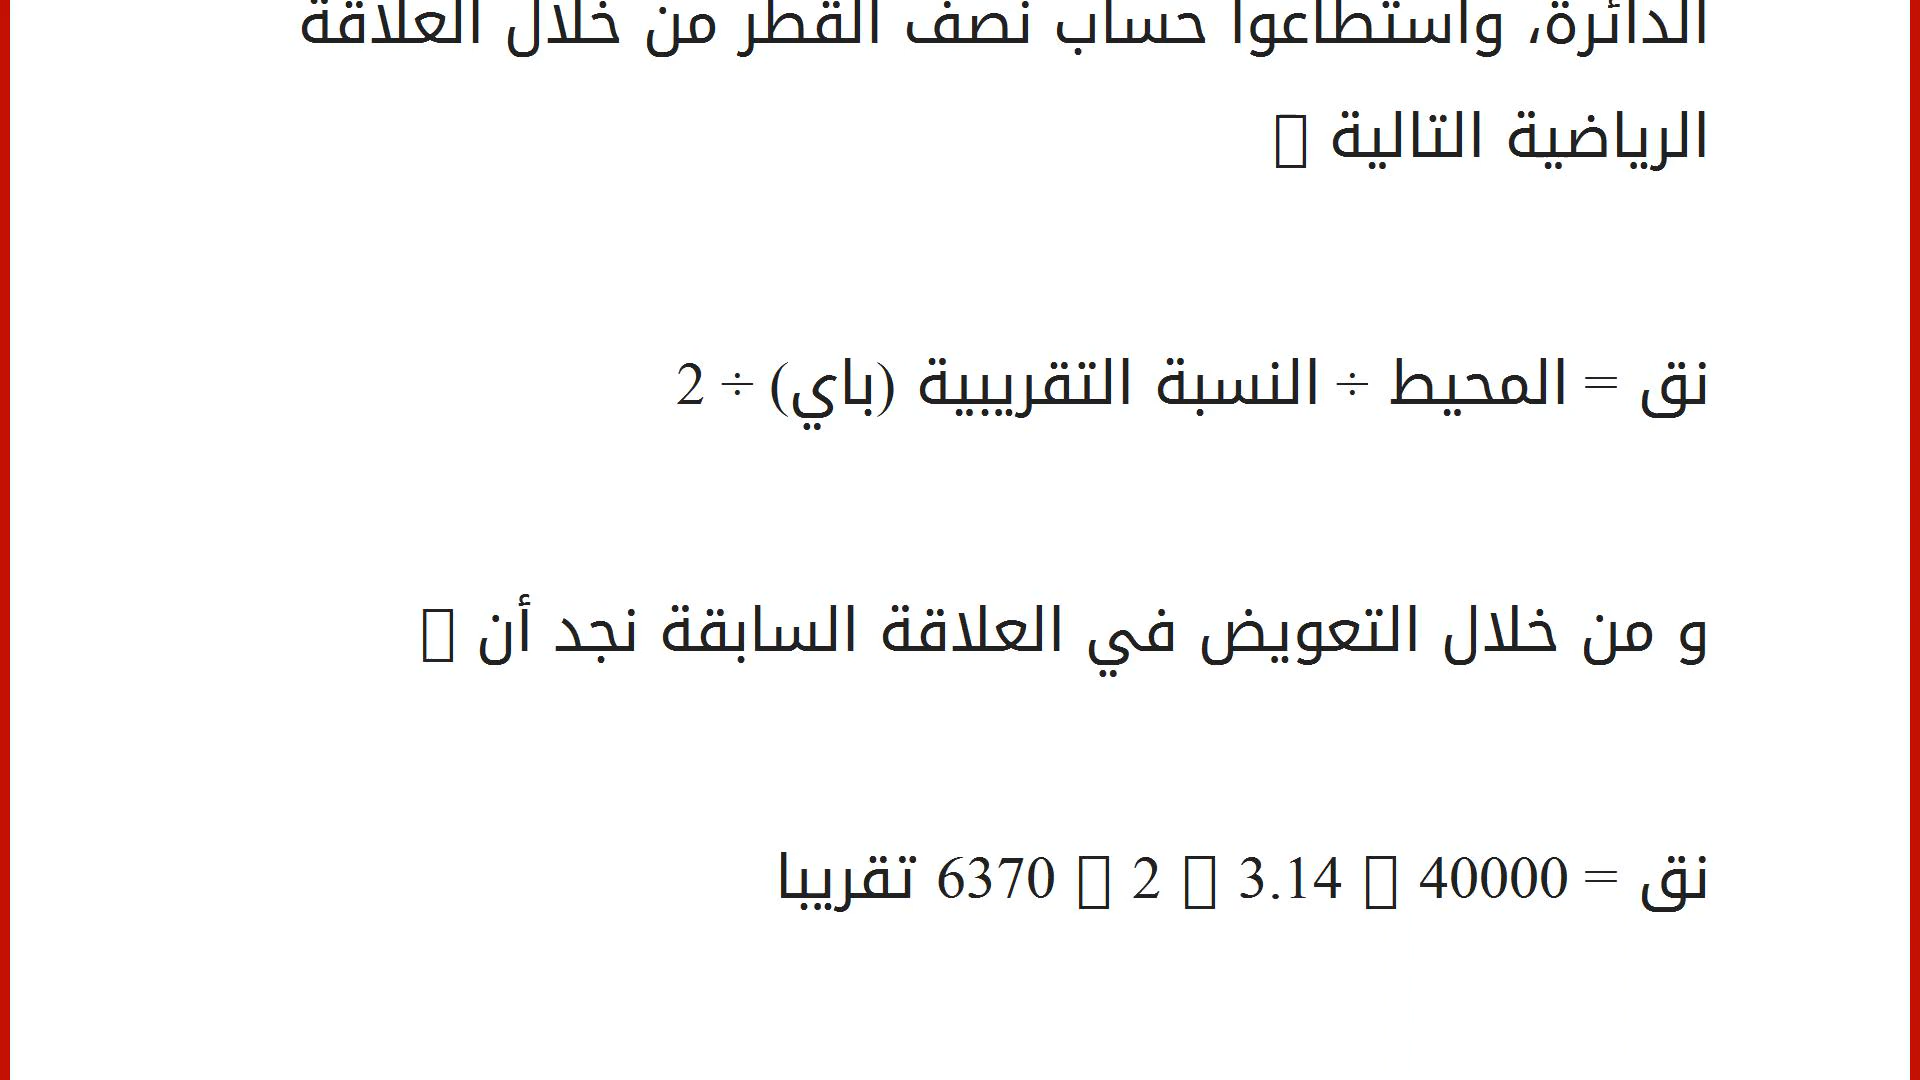 الدائرة، واستطاعوا حساب نصف القطر من خلال العلاقة
الرياضية التالية ▯
نق = المحيط ÷ النسبة التقريبية (باي) ÷ 2
و من خلال التعويض في العلاقة السابقة نجد أن ▯
نق = 40000 ▯ 3.14 ▯ 2 ▯ 6370 تقريبا